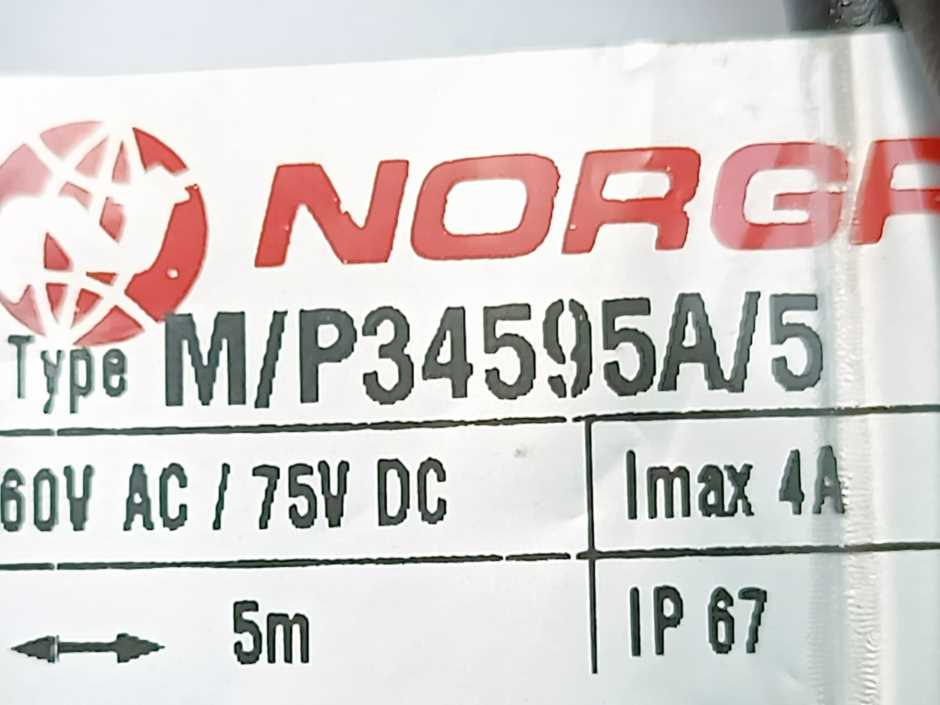 NORGR
Type M/P34595A/5
60V AC / 75V DC Imax 4A
5m IP 67